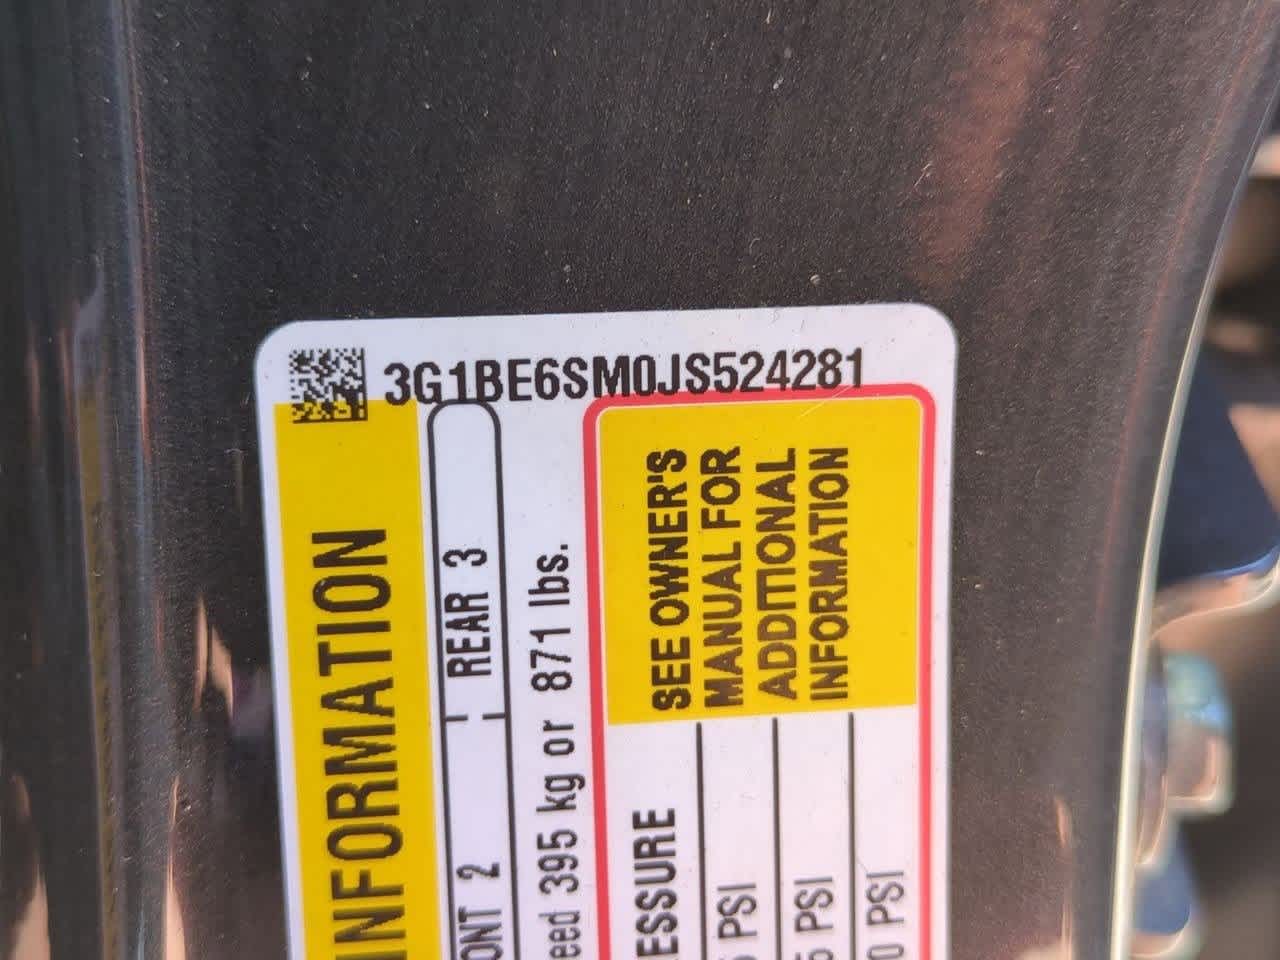 3G1BE6SM0JS524281
INFORMATION
ONT 2 REAR 3
eed 395 kg or 871 lbs.
ESSURE SEE OWNER'S
MANUAL FOR
ADDITIONAL
INFORMATION
PSI
PSI
0 PSI